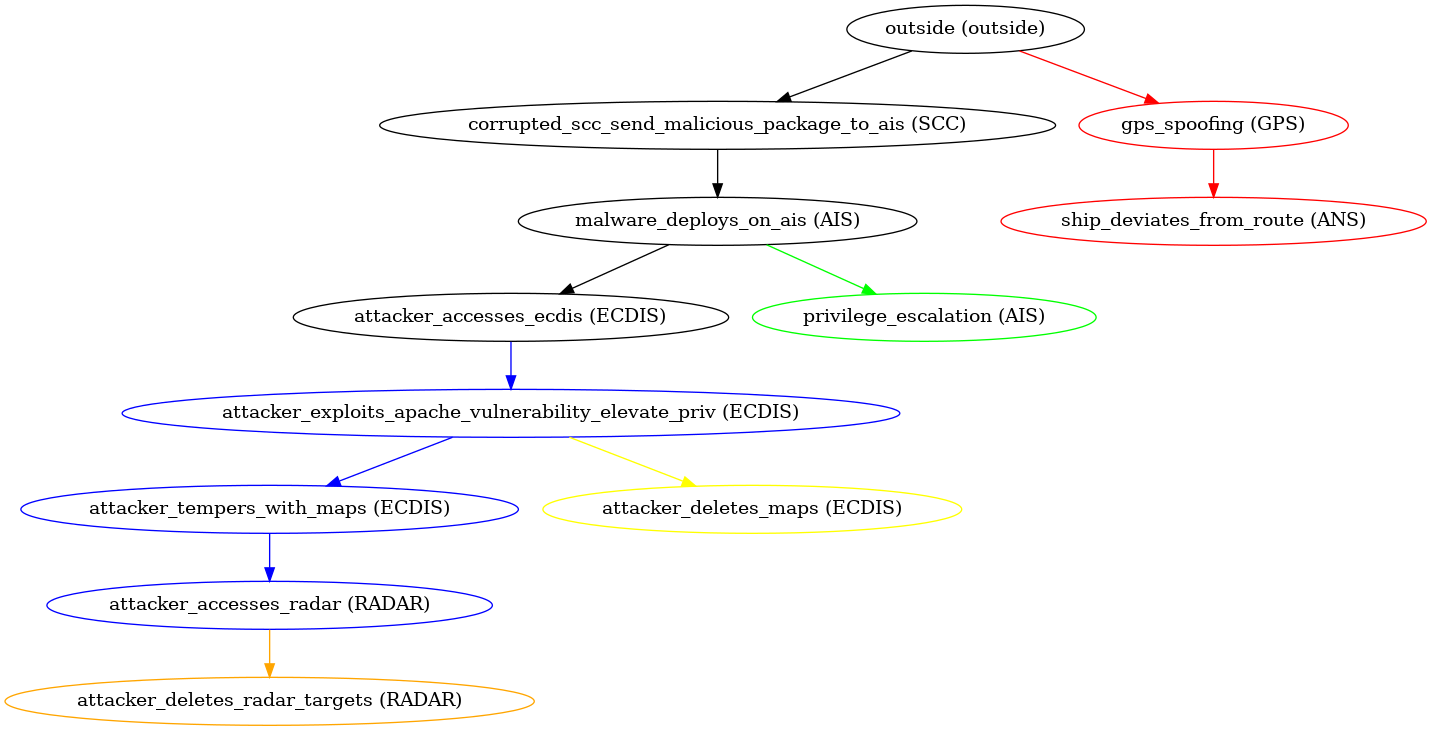 outside (outside)
corrupted_scc_send_malicious_package_to_ais (SCC)
gps_spoofing (GPS)
malware_deploys_on_ais (AIS)
ship_deviates_from_route (ANS)
attacker_accesses_ecdis (ECDIS)
privilege_escalation (AIS)
attacker_exploits_apache_vulnerability_elevate_priv (ECDIS)
attacker_tempers_with_maps (ECDIS)
attacker_deletes_maps (ECDIS)
attacker_accesses_radar (RADAR)
attacker_deletes_radar_targets (RADAR)